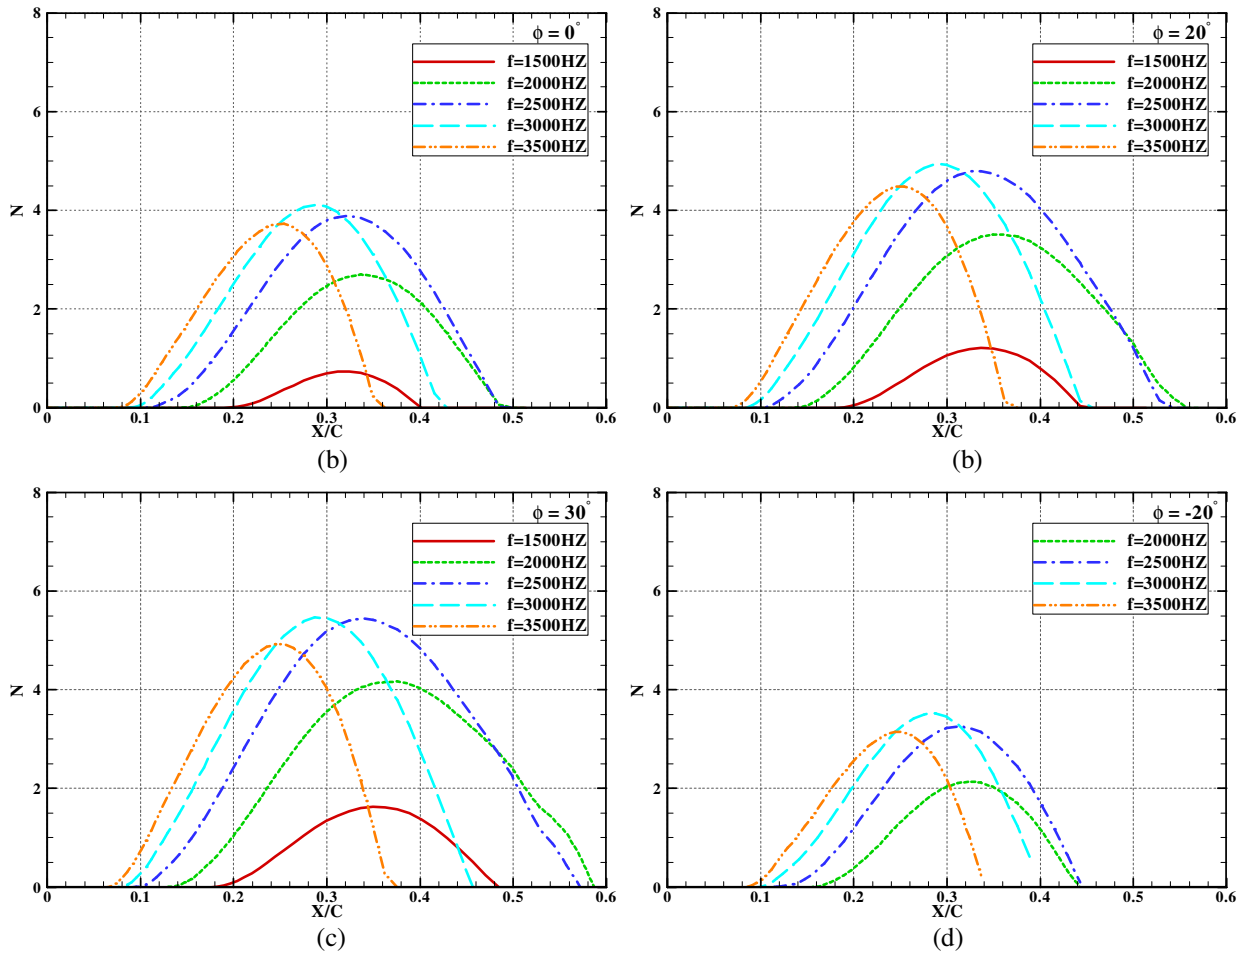 8
6
4
2
0
N
0
0.1
0.2
0.3
0.4
0.5
0.6
X/C
ϕ = 0°
f=1500HZ
f=2000HZ
f=2500HZ
f=3000HZ
f=3500HZ
(b)
8
6
4
2
0
N
0
0.1
0.2
0.3
0.4
0.5
0.6
X/C
ϕ = 20°
f=1500HZ
f=2000HZ
f=2500HZ
f=3000HZ
f=3500HZ
(b)
8
6
4
2
0
N
0
0.1
0.2
0.3
0.4
0.5
0.6
X/C
ϕ = 30°
f=1500HZ
f=2000HZ
f=2500HZ
f=3000HZ
f=3500HZ
(c)
8
6
4
2
0
N
0
0.1
0.2
0.3
0.4
0.5
0.6
X/C
ϕ = -20°
f=2000HZ
f=2500HZ
f=3000HZ
f=3500HZ
(d)